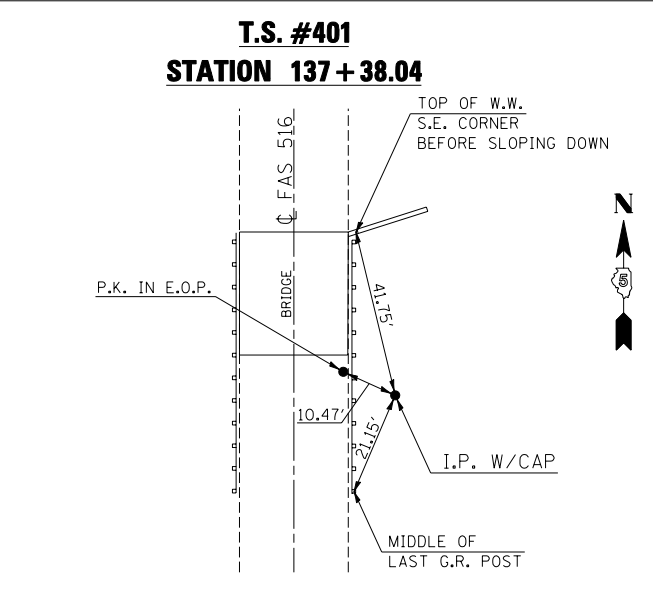 T.S. #401
STATION 137+38.04
TOP OF W.W.
S.E. CORNER
BEFORE SLOPING DOWN
℄ FAS 516
N
5
P.K. IN E.O.P.
BRIDGE
41.75'
10.47'
21.15'
I.P. W/CAP
MIDDLE OF
LAST G.R. POST